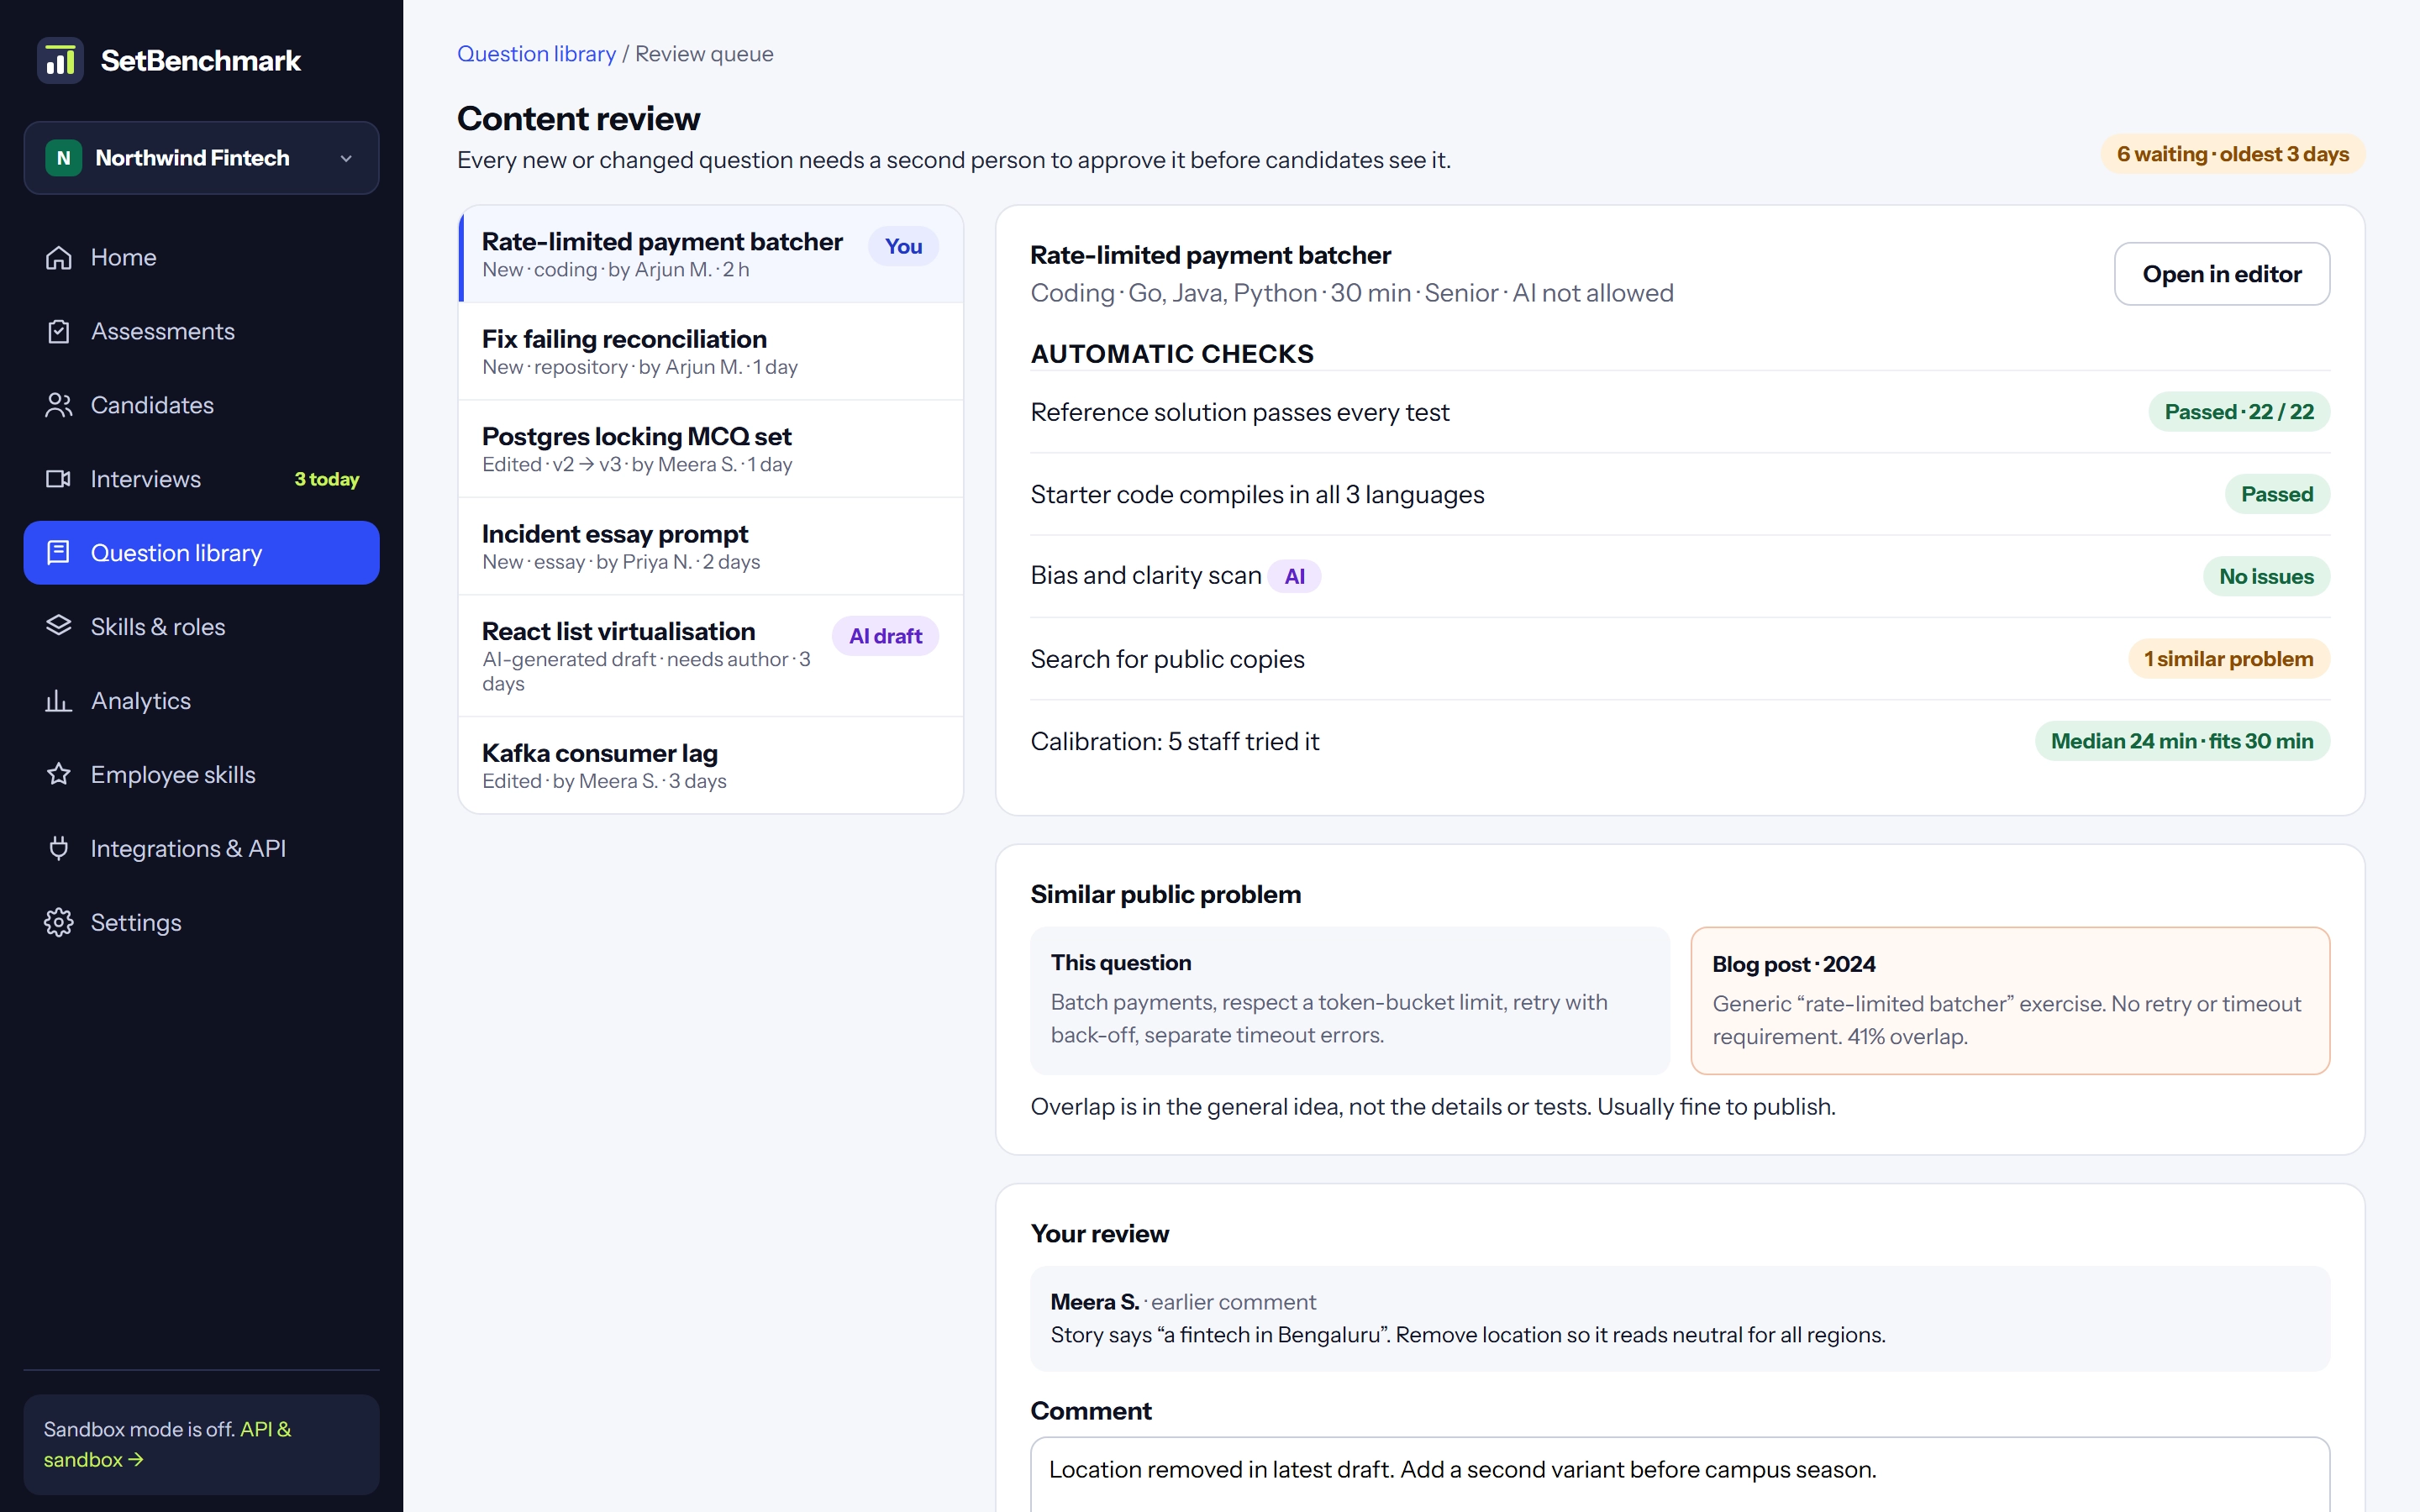 SetBenchmark
N Northwind Fintech
Home
Assessments
Candidates
Interviews 3 today
Question library
Skills & roles
Analytics
Employee skills
Integrations & API
Settings
Sandbox mode is off. API &
sandbox →
Question library / Review queue
Content review
Every new or changed question needs a second person to approve it before candidates see it.
6 waiting · oldest 3 days
Rate-limited payment batcher You
New · coding · by Arjun M. · 2 h
Fix failing reconciliation
New · repository · by Arjun M. · 1 day
Postgres locking MCQ set
Edited · v2 → v3 · by Meera S. · 1 day
Incident essay prompt
New · essay · by Priya N. · 2 days
React list virtualisation AI draft
AI-generated draft · needs author · 3
days
Kafka consumer lag
Edited · by Meera S. · 3 days
Rate-limited payment batcher
Coding · Go, Java, Python · 30 min · Senior · AI not allowed
Open in editor
AUTOMATIC CHECKS
Reference solution passes every test Passed · 22 / 22
Starter code compiles in all 3 languages Passed
Bias and clarity scan AI No issues
Search for public copies 1 similar problem
Calibration: 5 staff tried it Median 24 min · fits 30 min
Similar public problem
This question
Batch payments, respect a token-bucket limit, retry with
back-off, separate timeout errors.
Blog post · 2024
Generic “rate-limited batcher” exercise. No retry or timeout
requirement. 41% overlap.
Overlap is in the general idea, not the details or tests. Usually fine to publish.
Your review
Meera S. · earlier comment
Story says “a fintech in Bengaluru”. Remove location so it reads neutral for all regions.
Comment
Location removed in latest draft. Add a second variant before campus season.